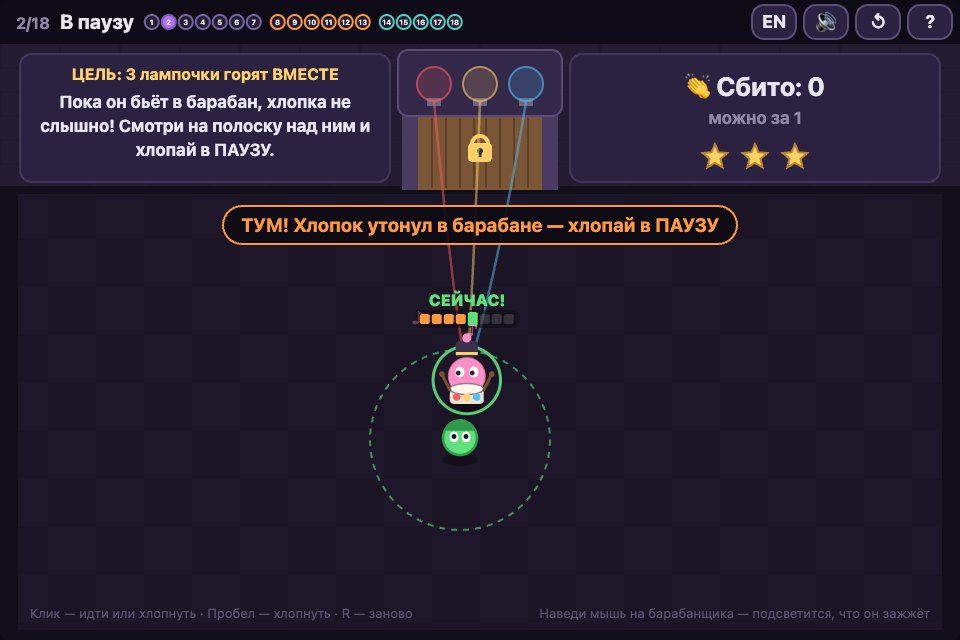 2/18 В паузу 1 2 3 4 5 6 7 8 9 10 11 12 13 14 15 16 17 18 EN ?
ЦЕЛЬ: 3 лампочки горят ВМЕСТЕ
Пока он бьёт в барабан, хлопка не
слышно! Смотри на полоску над ним и
хлопай в ПАУЗУ.
Сбито: 0
можно за 1
ТУМ! Хлопок утонул в барабане — хлопай в ПАУЗУ
СЕЙЧАС!
Клик — идти или хлопнуть · Пробел — хлопнуть · R — заново
Наведи мышь на барабанщика — подсветится, что он зажжёт